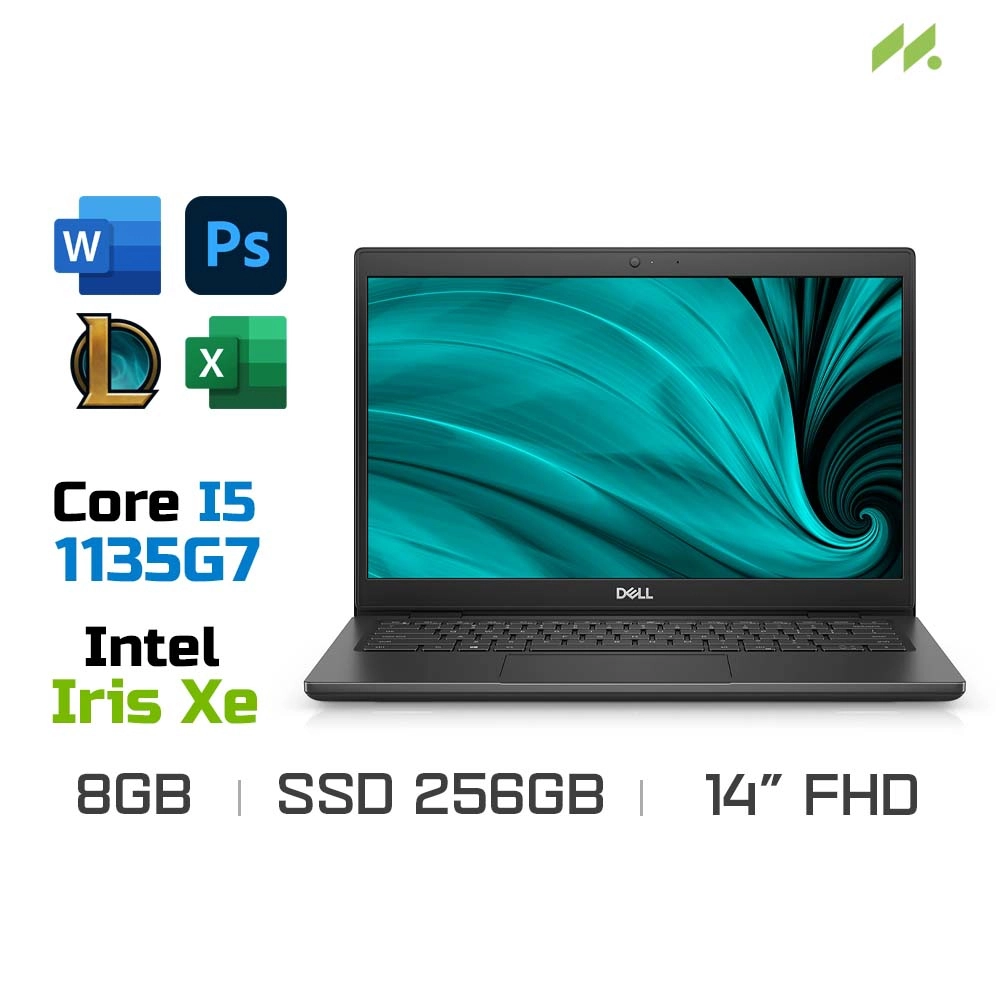 W
Ps
L
X
DELL
Core I5
1135G7
Intel
Iris Xe
8GB | SSD 256GB | 14” FHD